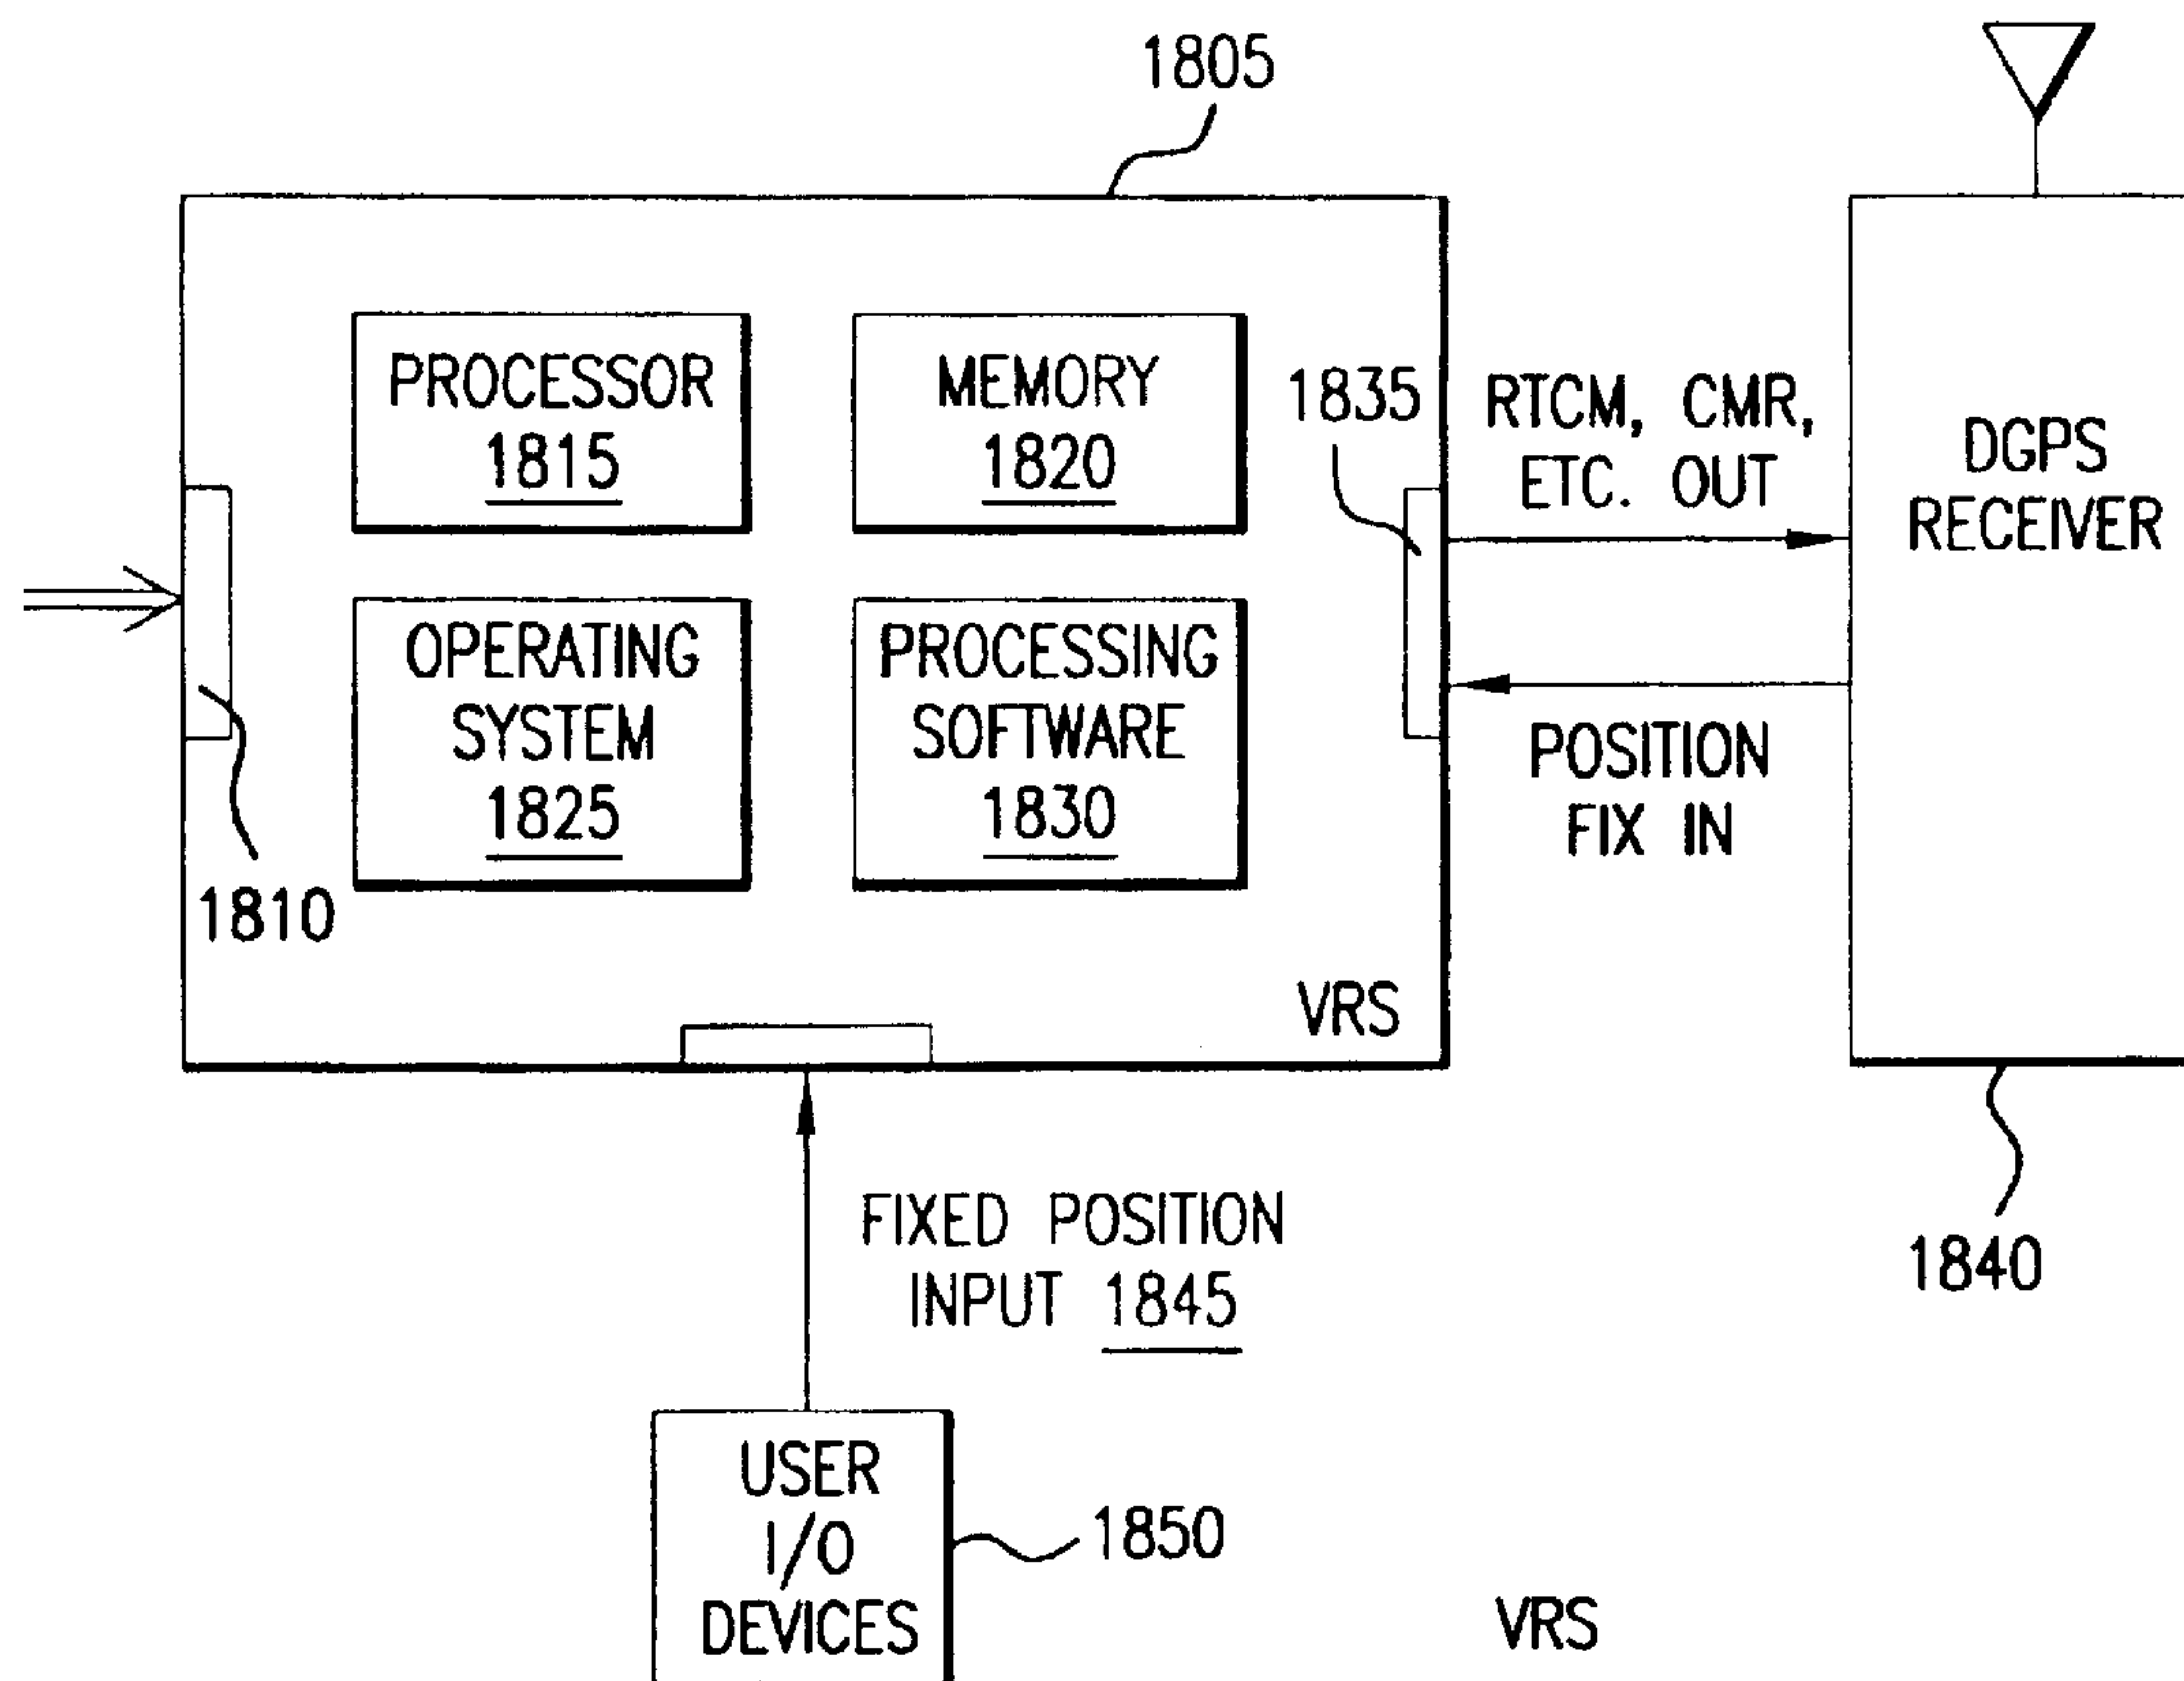 1805
PROCESSOR
1815
MEMORY
1820
1835
RTCM, CMR,
ETC. OUT
DGPS
RECEIVER
OPERATING
SYSTEM
1825
PROCESSING
SOFTWARE
1830
POSITION
FIX IN
1810
VRS
FIXED POSITION
INPUT 1845
1840
USER
I/O
DEVICES
1850
VRS